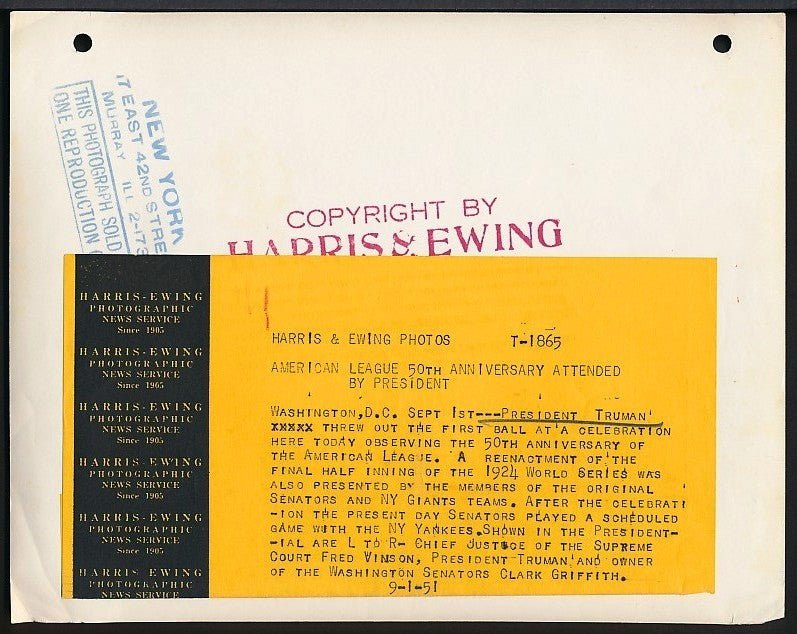 NEW YORK
17 EAST 42ND STRE
MURRAY ILL 2-173
THIS PHOTOGRAPH SOLD
ONE REPRODUCTION
COPYRIGHT BY
HARRIS & EWING
HARRIS-EWING
PHOTOGRAPHIC
NEWS SERVICE
Since 1905
HARRIS-EWING
PHOTOGRAPHIC
NEWS SERVICE
Since 1905
HARRIS-EWING
PHOTOGRAPHIC
NEWS SERVICE
Since 1905
HARRIS-EWING
PHOTOGRAPHIC
NEWS SERVICE
Since 1905
HARRIS-EWING
PHOTOGRAPHIC
NEWS SERVICE
Since 1905
HARRIS-EWING
PHOTOGRAPHIC
NEWS SERVICE
HARRIS & EWING PHOTOS T-1865
AMERICAN LEAGUE 50TH ANNIVERSARY ATTENDED
BY PRESIDENT
WASHINGTON,D.C. SEPT 1ST---PRESIDENT TRUMAN
XXXXX THREW OUT THE FIRST BALL AT A CELEBRATION
HERE TODAY OBSERVING THE 50TH ANNIVERSARY OF
THE AMERICAN LEAGUE. A REENACTMENT OF THE
FINAL HALF INNING OF THE 1924 WORLD SERIES WAS
ALSO PRESENTED BY THE MEMBERS OF THE ORIGINAL
SENATORS AND NY GIANTS TEAMS. AFTER THE CELEBRATI
-ION THE PRESENT DAY SENATORS PLAYED A SCHEDULED
GAME WITH THE NY YANKEES.SHOWN IN THE PRESIDENT-
-IAL ARE L TO R- CHIEF JUSTOCE OF THE SUPREME
COURT FRED VINSON, PRESIDENT TRUMAN AND OWNER
OF THE WASHINGTON SENATORS CLARK GRIFFITH.
9-1-51